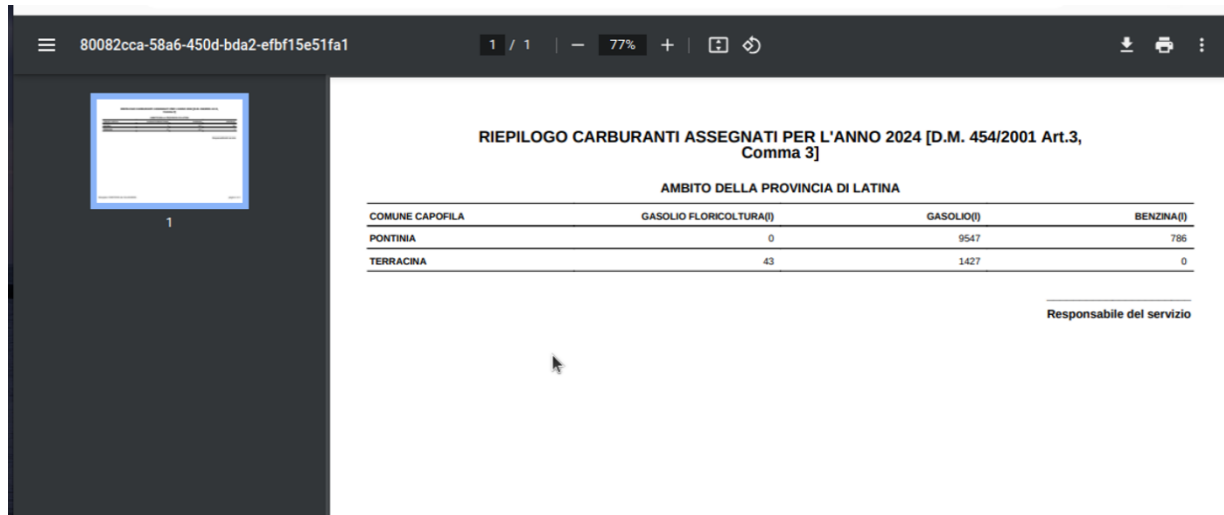 80082cca-58a6-450d-bda2-efbf15e51fa1
1 / 1
77%
1
RIEPILOGO CARBURANTI ASSEGNATI PER L'ANNO 2024 [D.M. 454/2001 Art.3,
Comma 3]
AMBITO DELLA PROVINCIA DI LATINA
COMUNE CAPOFILA GASOLIO FLORICOLTURA(l) GASOLIO(l) BENZINA(l)
PONTINIA 0 9547 786
TERRACINA 43 1427 0
Responsabile del servizio